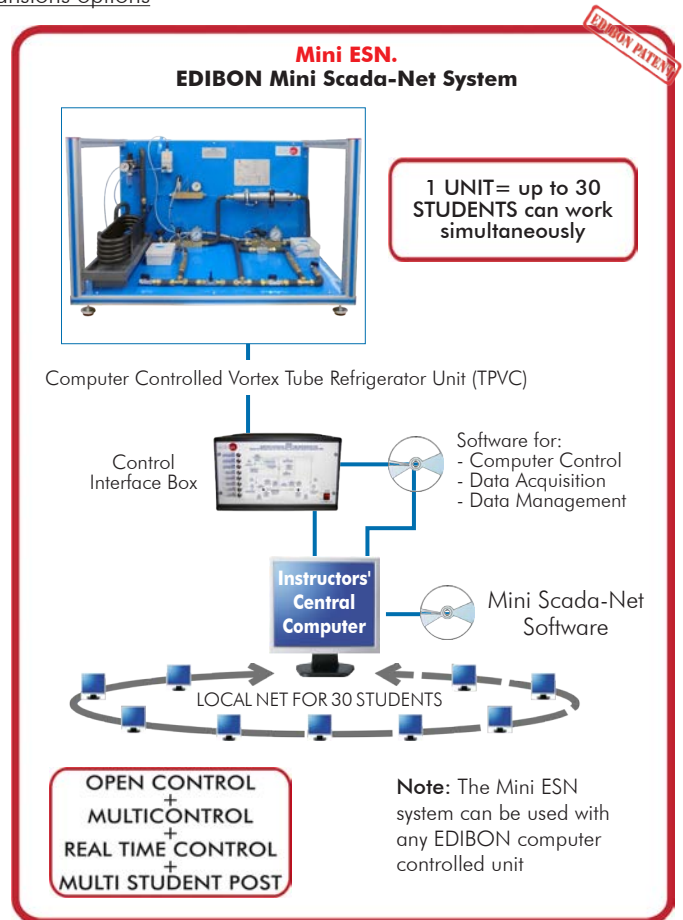 Mini ESN.
EDIBON Mini Scada-Net System
EDIBON PATENT
1 UNIT= up to 30
STUDENTS can work
simultaneously
Computer Controlled Vortex Tube Refrigerator Unit (TPVC)
Control
Interface Box
Software for:
- Computer Control
- Data Acquisition
- Data Management
Instructors'
Central
Computer
Mini Scada-Net
Software
LOCAL NET FOR 30 STUDENTS
OPEN CONTROL
+
MULTICONTROL
+
REAL TIME CONTROL
+
MULTI STUDENT POST
Note: The Mini ESN
system can be used with
any EDIBON computer
controlled unit